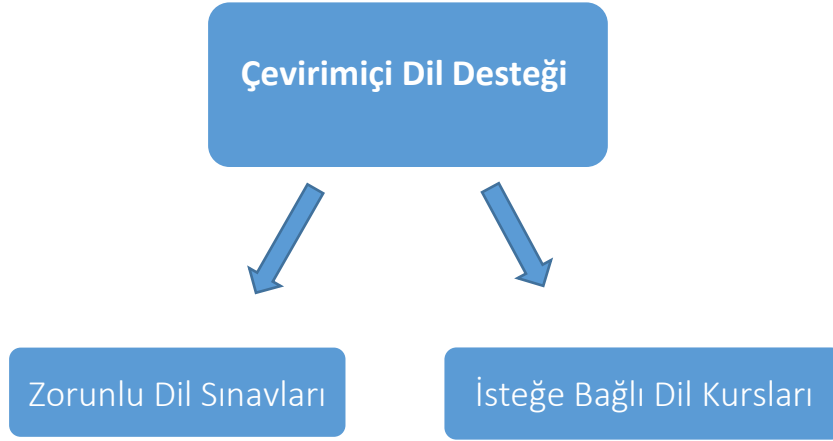 Çevirimiçi Dil Desteği
Zorunlu Dil Sınavları
İsteğe Bağlı Dil Kursları